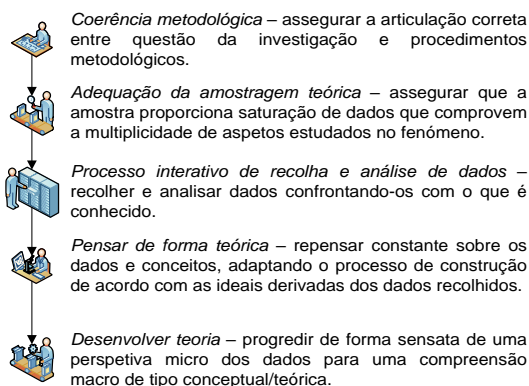 Coerência metodológica – assegurar a articulação correta
entre questão da investigação e procedimentos
metodológicos.
Adequação da amostragem teórica – assegurar que a
amostra proporciona saturação de dados que comprovem
a multiplicidade de aspetos estudados no fenómeno.
Processo interativo de recolha e análise de dados –
recolher e analisar dados confrontando-os com o que é
conhecido.
Pensar de forma teórica – repensar constante sobre os
dados e conceitos, adaptando o processo de construção
de acordo com as ideais derivadas dos dados recolhidos.
Desenvolver teoria – progredir de forma sensata de uma
perspetiva micro dos dados para uma compreensão
macro de tipo conceptual/teórica.